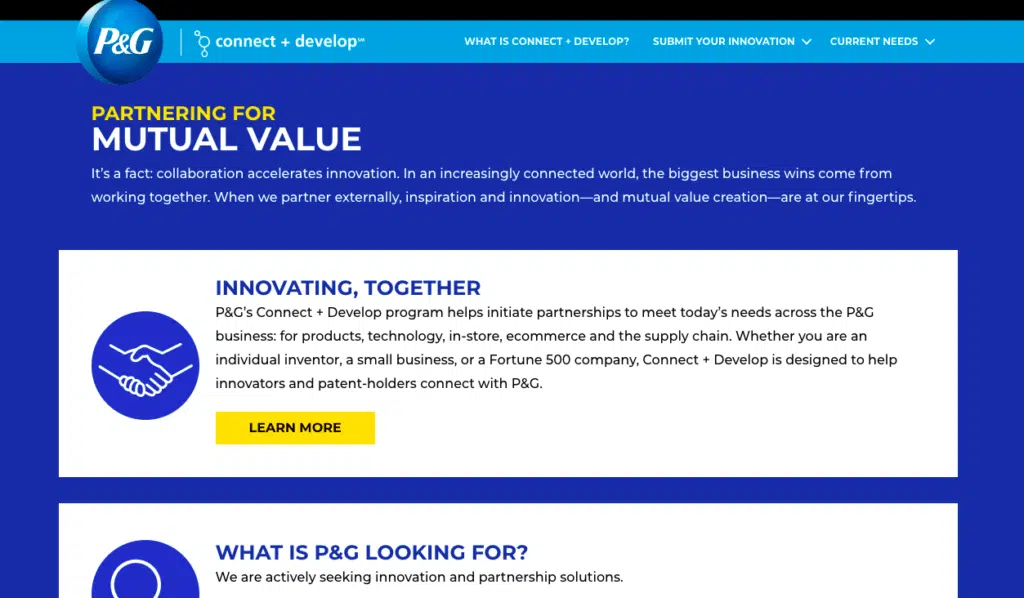 P&G
connect + develop℠
WHAT IS CONNECT + DEVELOP?
SUBMIT YOUR INNOVATION
CURRENT NEEDS
PARTNERING FOR
MUTUAL VALUE
It’s a fact: collaboration accelerates innovation. In an increasingly connected world, the biggest business wins come from
working together. When we partner externally, inspiration and innovation—and mutual value creation—are at our fingertips.
INNOVATING, TOGETHER
P&G’s Connect + Develop program helps initiate partnerships to meet today’s needs across the P&G
business: for products, technology, in-store, ecommerce and the supply chain. Whether you are an
individual inventor, a small business, or a Fortune 500 company, Connect + Develop is designed to help
innovators and patent-holders connect with P&G.
LEARN MORE
WHAT IS P&G LOOKING FOR?
We are actively seeking innovation and partnership solutions.